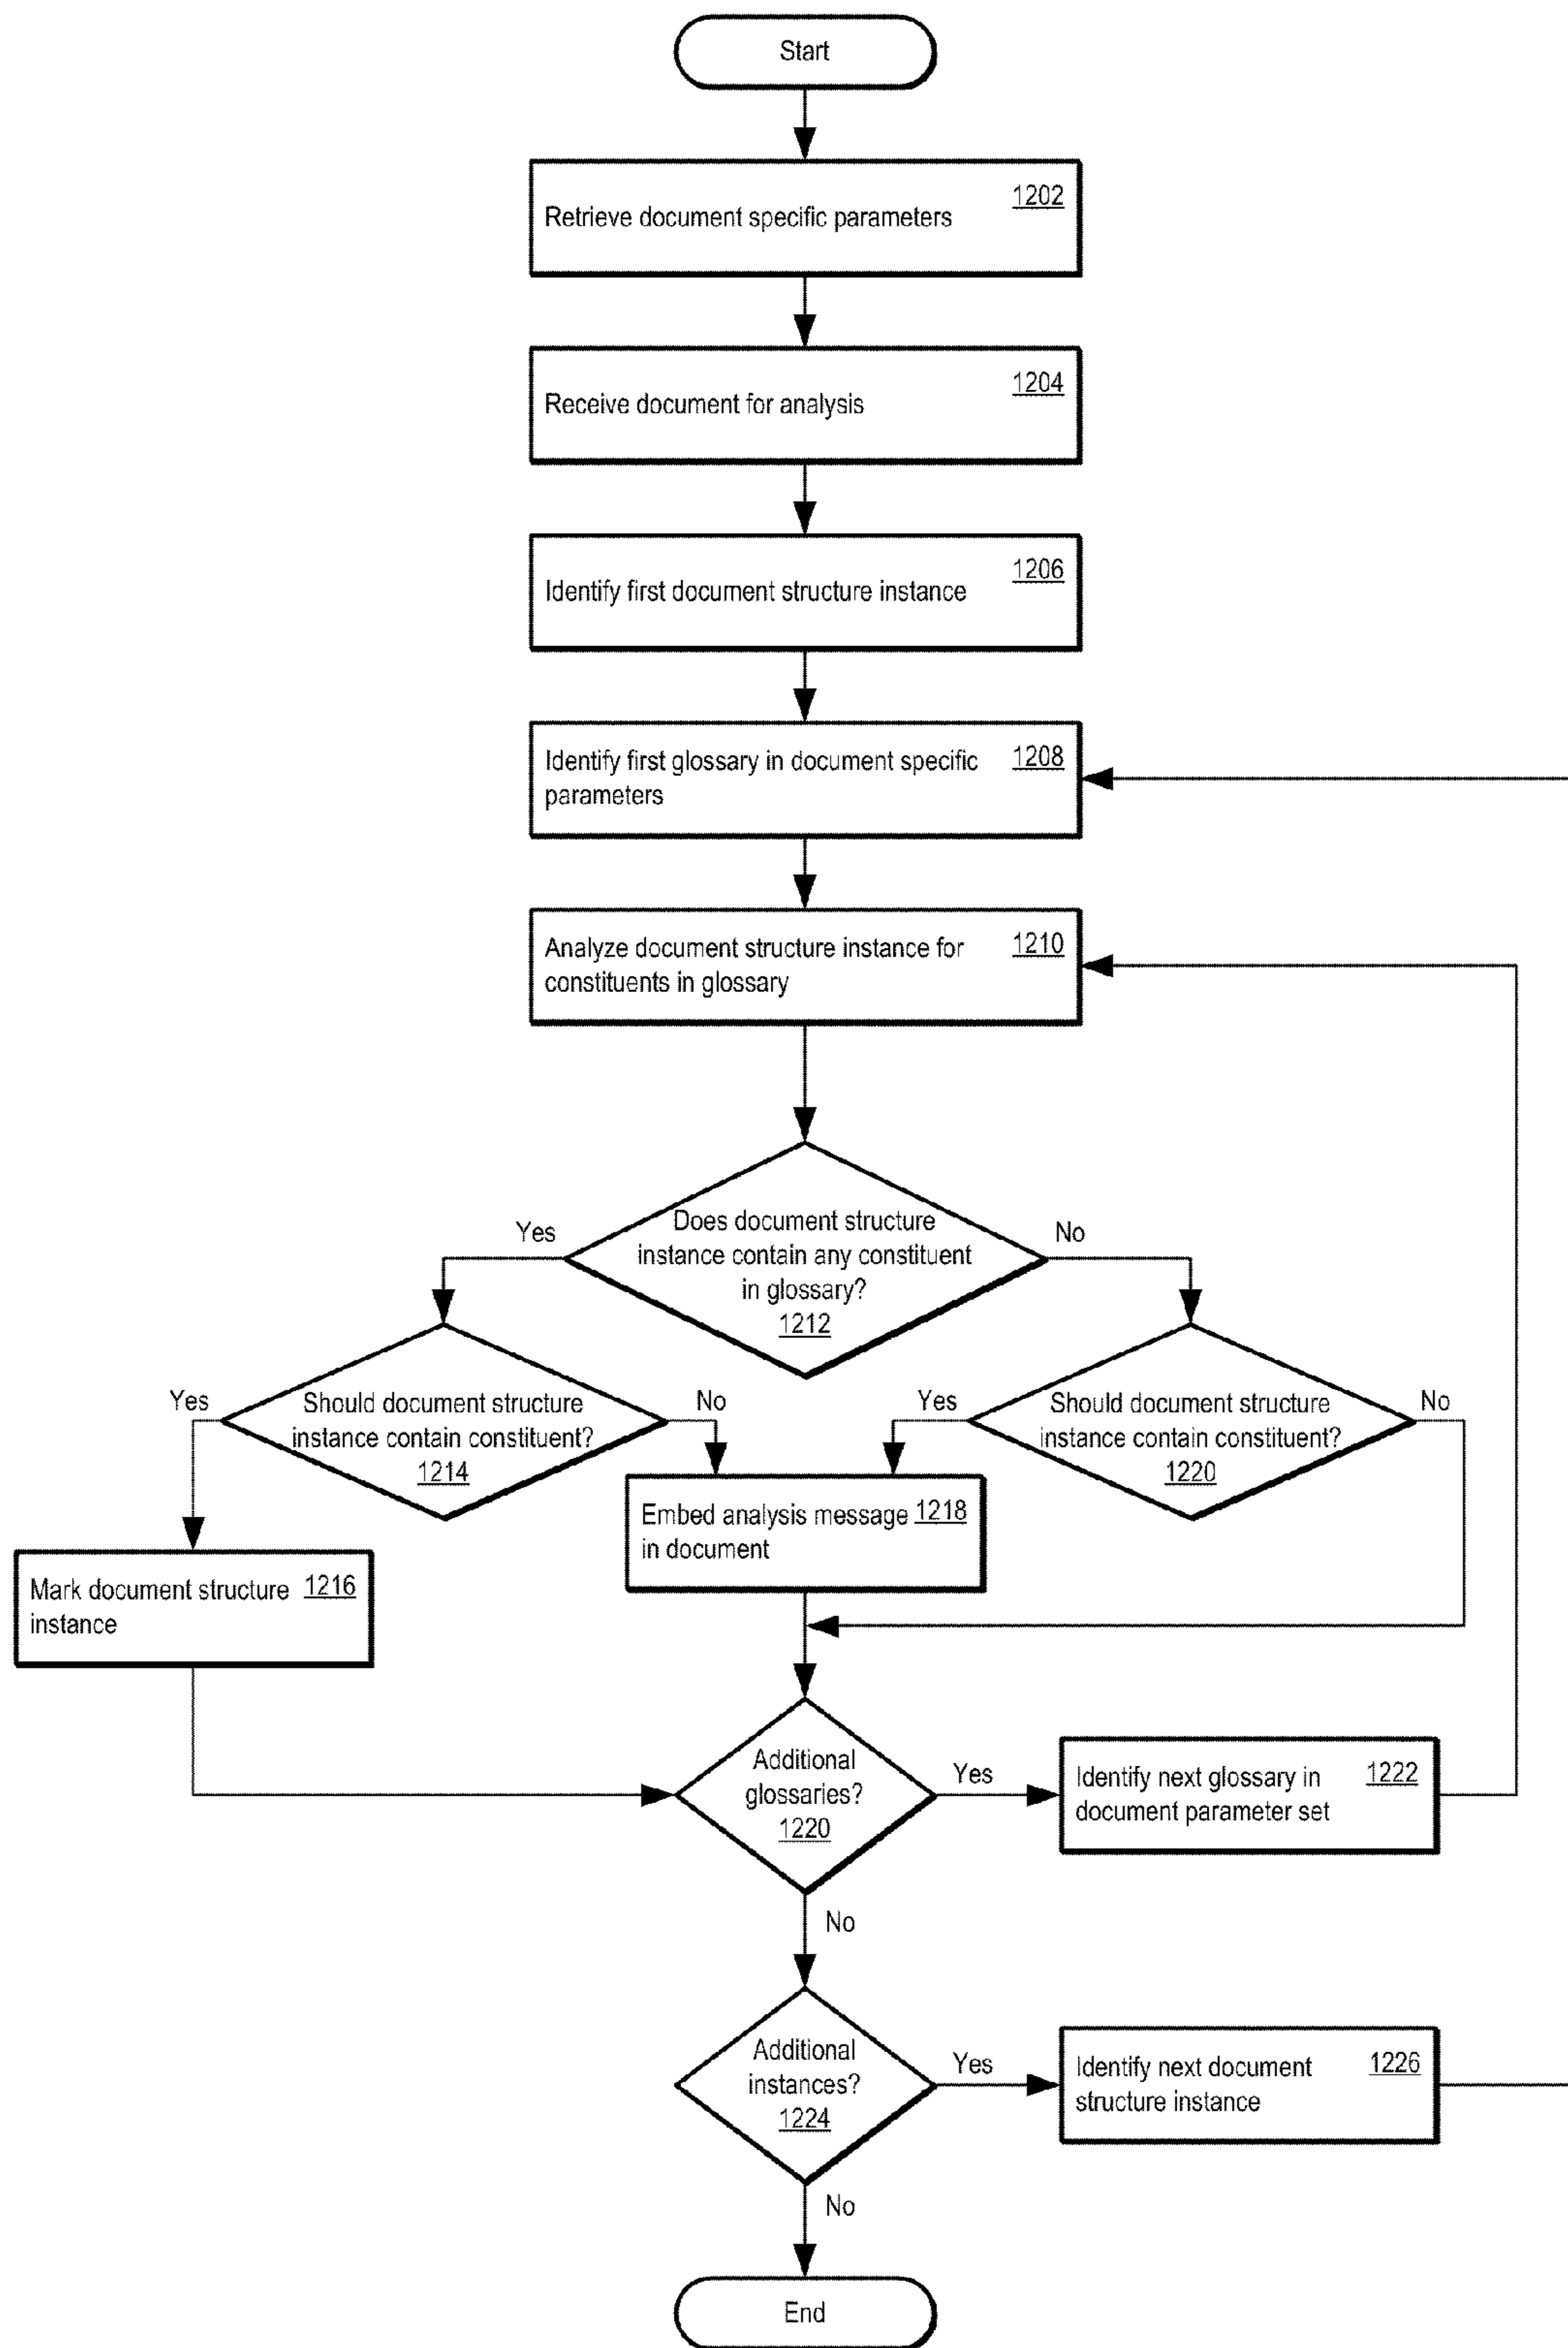 Start
Retrieve document specific parameters 1202
Receive document for analysis 1204
Identify first document structure instance 1206
Identify first glossary in document specific 1208
parameters
Analyze document structure instance for 1210
constituents in glossary
Does document structure
instance contain any constituent
in glossary?
1212
Yes
No
Should document structure
instance contain constituent?
1214
Yes
No
Should document structure
instance contain constituent?
1220
Yes
No
Embed analysis message 1218
in document
Mark document structure 1216
instance
Additional
glossaries?
1220
Yes
Identify next glossary in 1222
document parameter set
No
Additional
instances?
1224
Yes
Identify next document 1226
structure instance
No
End